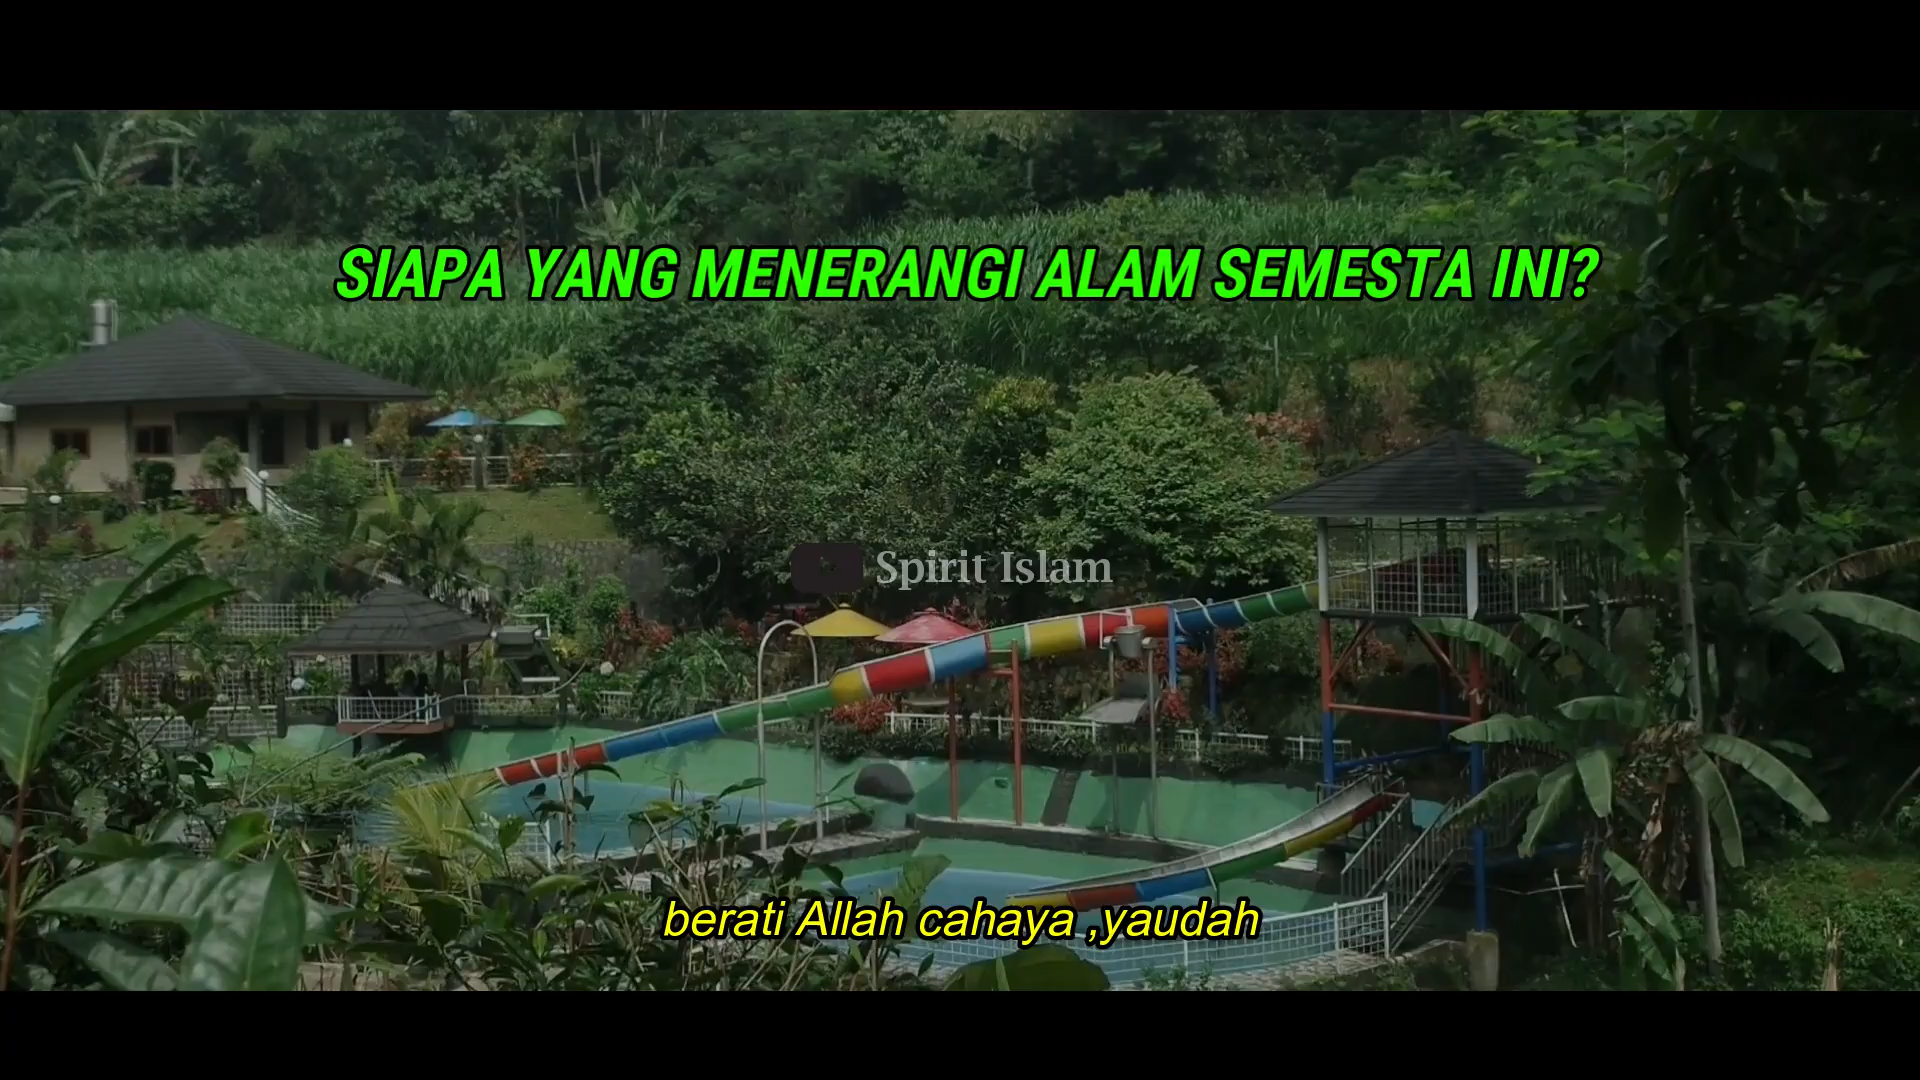 SIAPA YANG MENERANGI ALAM SEMESTA INI?
Spirit Islam
berati Allah cahaya ,yaudah